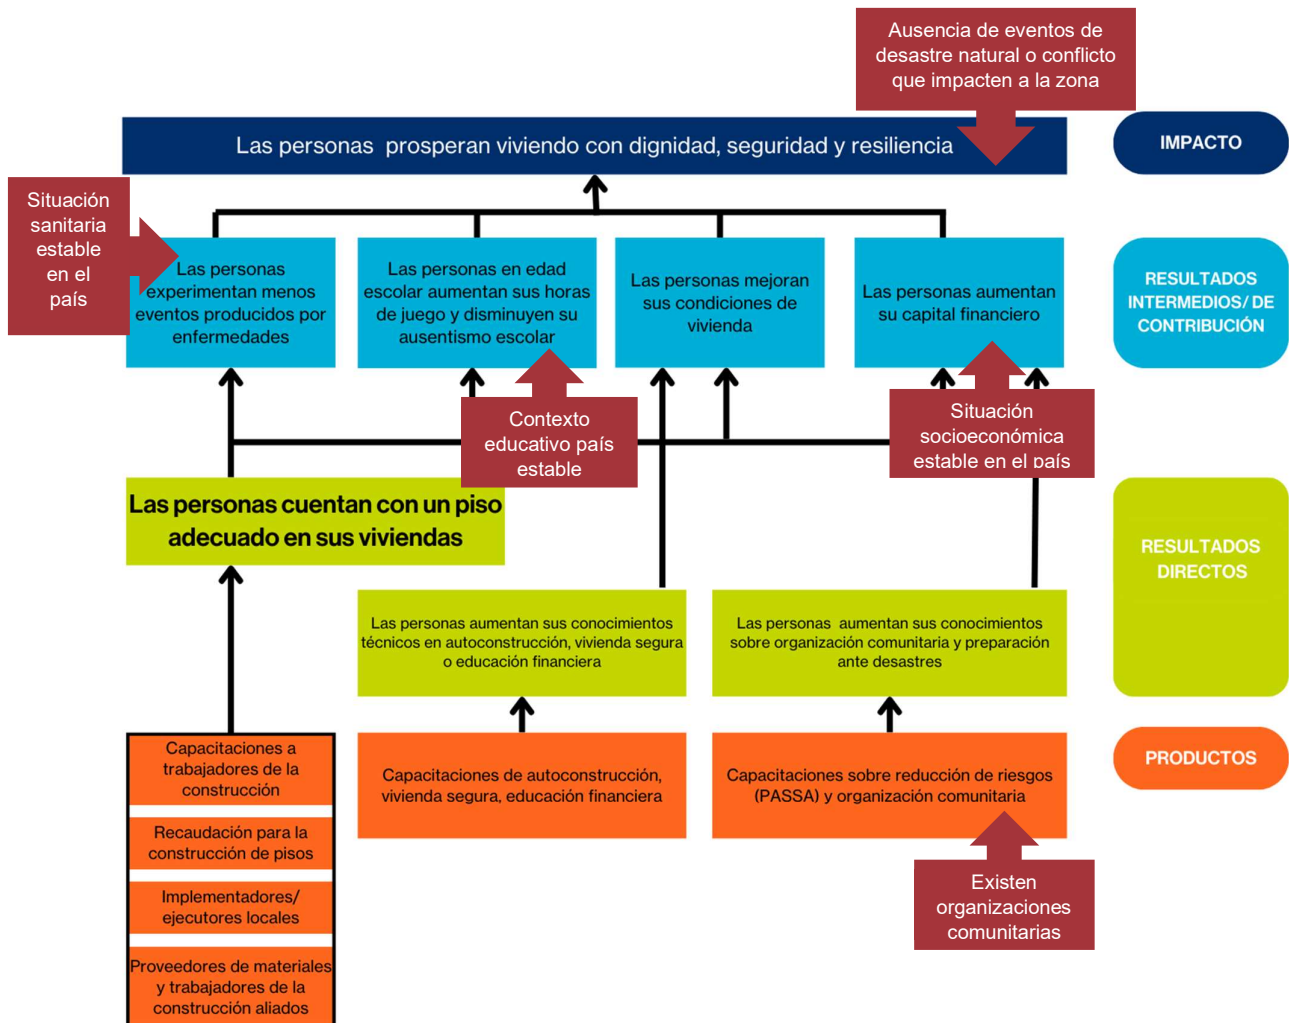 Ausencia de eventos de
desastre natural o conflicto
que impacten a la zona
Las personas prosperan viviendo con dignidad, seguridad y resiliencia
IMPACTO
Situación
sanitaria
estable
en el
país
Las personas
experimentan menos
eventos producidos por
enfermedades
Las personas en edad
escolar aumentan sus horas
de juego y disminuyen su
ausentismo escolar
Las personas mejoran
sus condiciones de
vivienda
Las personas aumentan
su capital financiero
RESULTADOS
INTERMEDIOS/ DE
CONTRIBUCIÓN
Contexto
educativo país
estable
Situación
socioeconómica
estable en el país
Las personas cuentan con un piso
adecuado en sus viviendas
RESULTADOS
DIRECTOS
Las personas aumentan sus conocimientos
técnicos en autoconstrucción, vivienda segura
o educación financiera
Las personas aumentan sus conocimientos
sobre organización comunitaria y preparación
ante desastres
Capacitaciones a
trabajadores de la
construcción
Recaudación para la
construcción de pisos
Implementadores/
ejecutores locales
Proveedores de materiales
y trabajadores de la
construcción aliados
Capacitaciones de autoconstrucción,
vivienda segura, educación financiera
Capacitaciones sobre reducción de riesgos
(PASSA) y organización comunitaria
PRODUCTOS
Existen
organizaciones
comunitarias